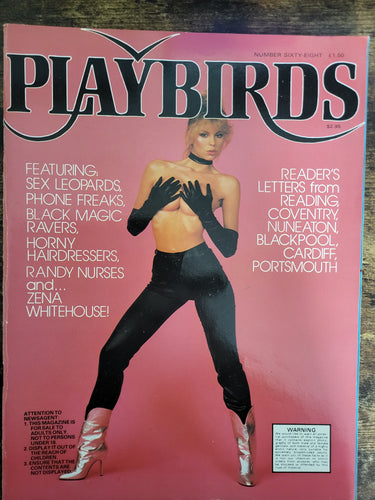 NUMBER SIXTY-EIGHT £1.50
PLAYBIRDS
$2.95
FEATURING;
SEX LEOPARDS,
PHONE FREAKS,
BLACK MAGIC
RAVERS,
HORNY
HAIRDRESSERS,
RANDY NURSES
and...
ZENA
WHITEHOUSE!
READER'S
LETTERS from
READING,
COVENTRY,
NUNEATON,
BLACKPOOL,
CARDIFF,
PORTSMOUTH
ATTENTION TO
NEWSAGENT:
1. THIS MAGAZINE IS
FOR SALE TO
ADULTS ONLY,
NOT TO PERSONS
UNDER 18.
2. DISPLAY IT OUT OF
THE REACH OF
CHILDREN.
3. ENSURE THAT THE
CONTENTS ARE
NOT DISPLAYED.
WARNING